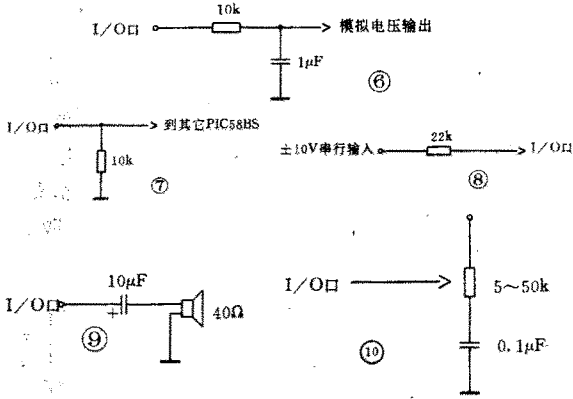 10k
I/O口
模拟电压输出
1μF
⑥
I/O口
到其它PIC58BS
10k
⑦
±10V串行输入
22k
I/O口
⑧
I/O口
10μF
+
40Ω
⑨
I/O口
5～50k
0.1μF
⑩